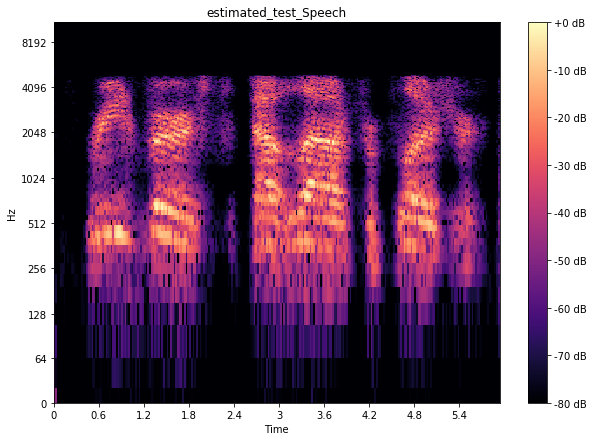 estimated_test_Speech
8192
4096
2048
1024
512
256
128
64
0
Hz
0 0.6 1.2 1.8 2.4 3 3.6 4.2 4.8 5.4
Time
+0 dB
-10 dB
-20 dB
-30 dB
-40 dB
-50 dB
-60 dB
-70 dB
-80 dB